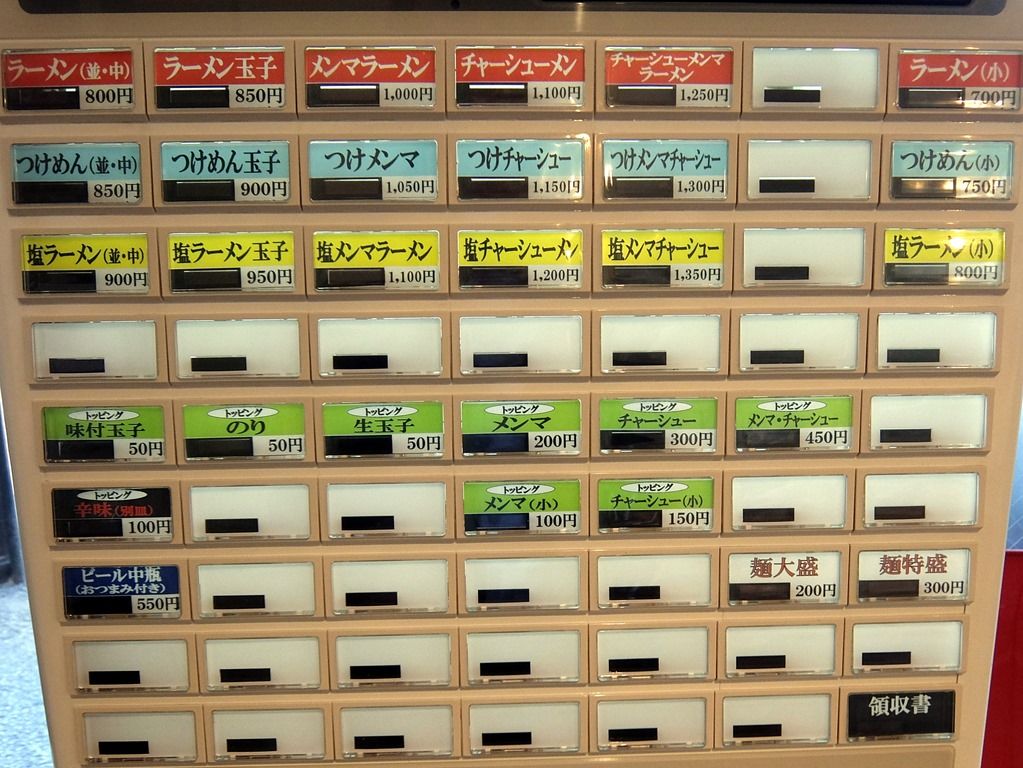 ラーメン(並・中)
800円
ラーメン玉子
850円
メンマラーメン
1,000円
チャーシューメン
1,100円
チャーシューメンマ
ラーメン
1,250円
ラーメン(小)
700円
つけめん(並・中)
850円
つけめん玉子
900円
つけメンマ
1,050円
つけチャーシュー
1,150円
つけメンマチャーシュー
1,300円
つけめん(小)
750円
塩ラーメン(並・中)
900円
塩ラーメン玉子
950円
塩メンマラーメン
1,100円
塩チャーシューメン
1,200円
塩メンマチャーシュー
1,350円
塩ラーメン(小)
800円
トッピング
味付玉子
50円
トッピング
のり
50円
トッピング
生玉子
50円
トッピング
メンマ
200円
トッピング
チャーシュー
300円
トッピング
メンマ・チャーシュー
450円
トッピング
辛味(別皿)
100円
トッピング
メンマ(小)
100円
トッピング
チャーシュー(小)
150円
ビール中瓶
(おつまみ付き)
550円
麺大盛
200円
麺特盛
300円
領収書